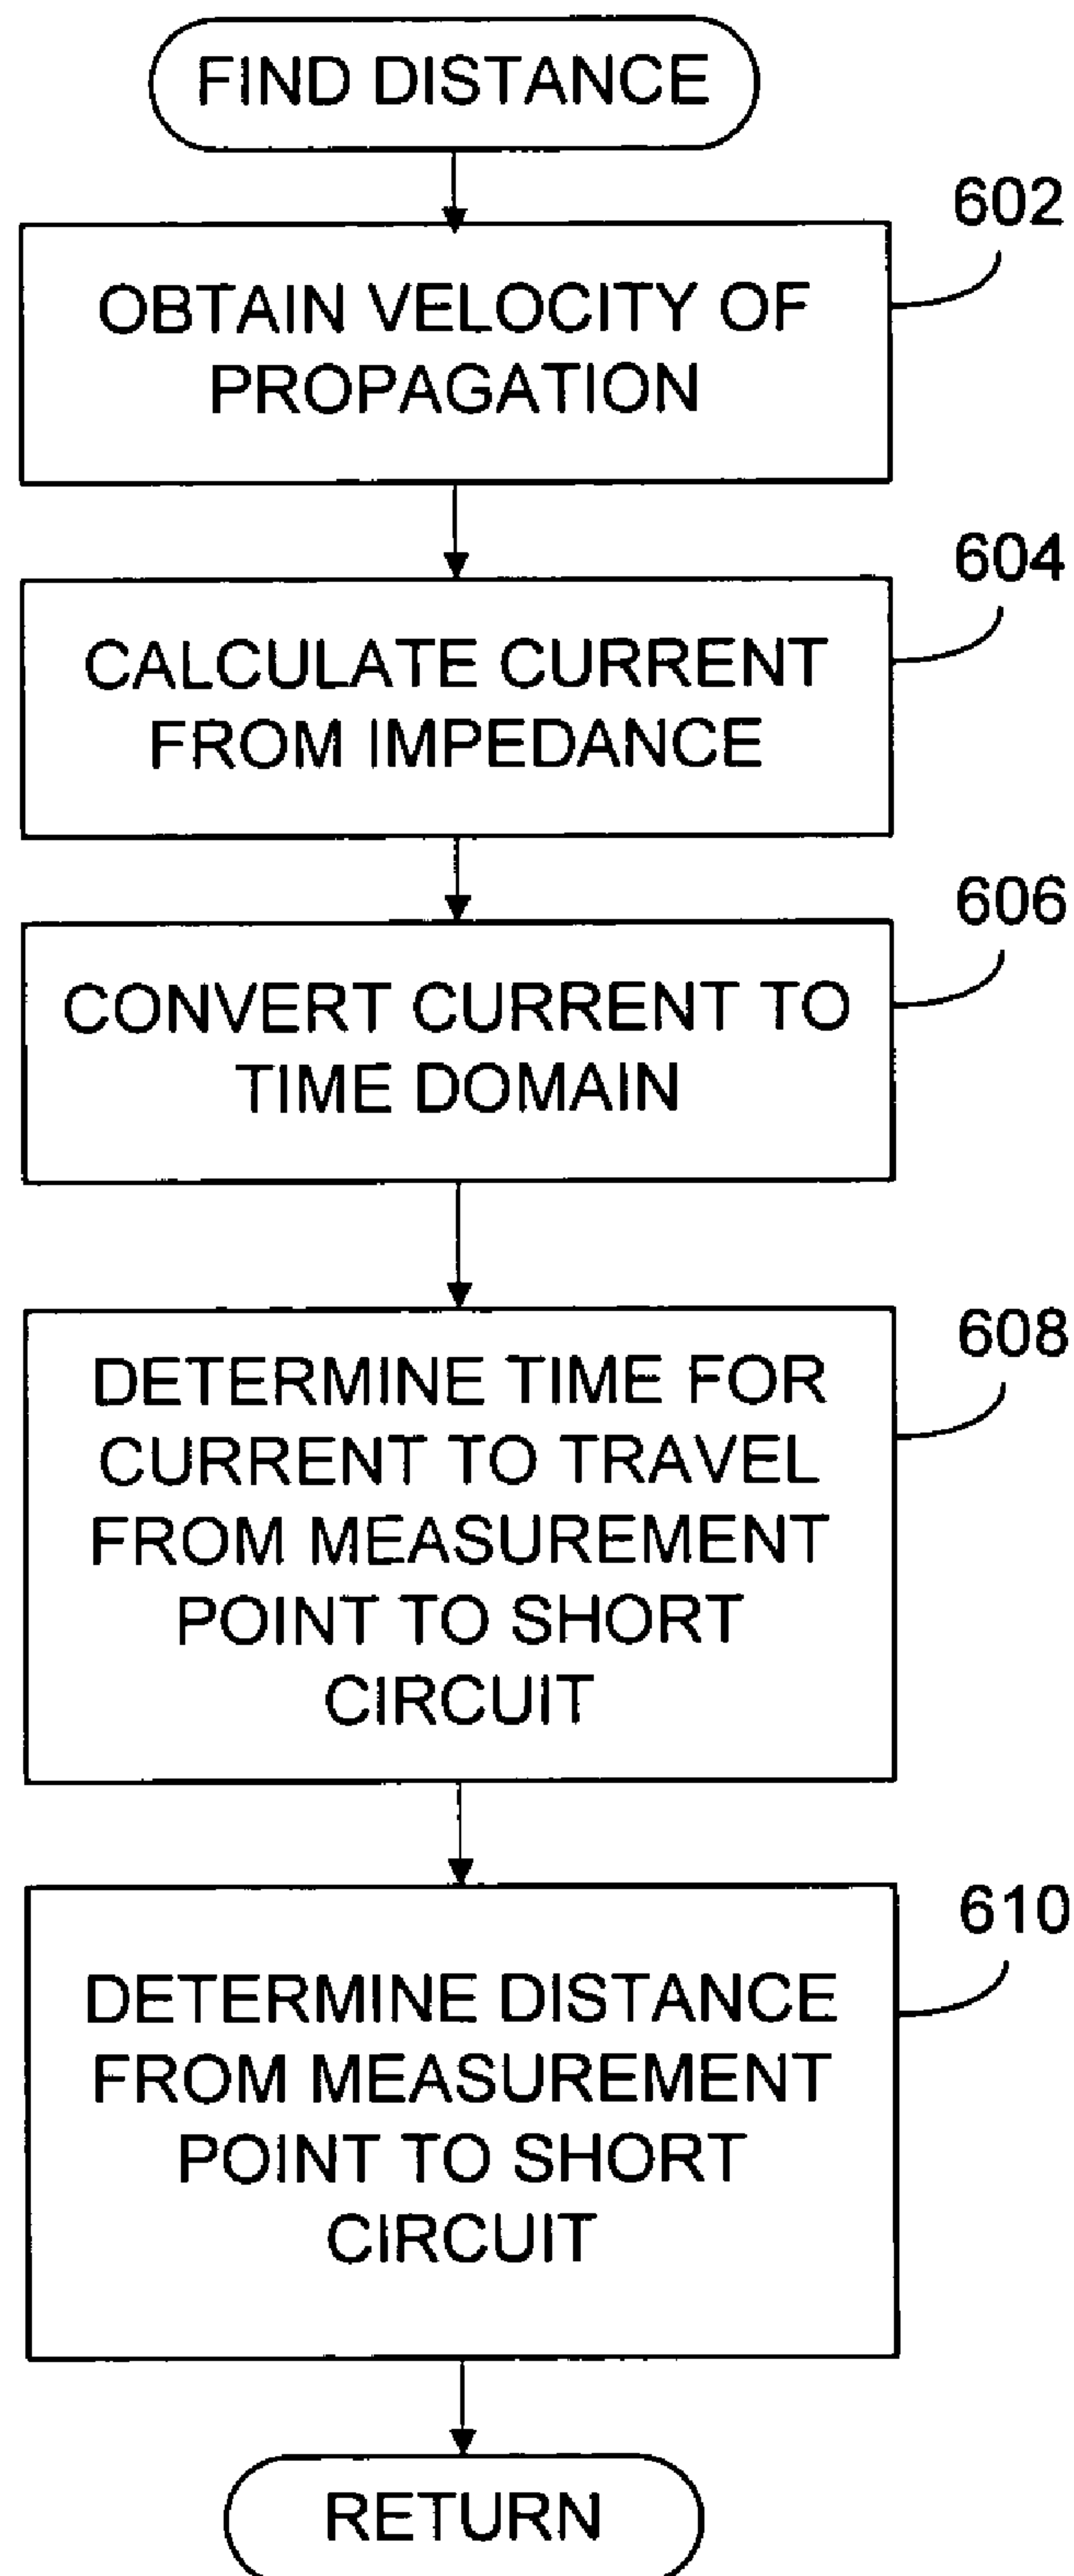 FIND DISTANCE
602
OBTAIN VELOCITY OF
PROPAGATION
604
CALCULATE CURRENT
FROM IMPEDANCE
606
CONVERT CURRENT TO
TIME DOMAIN
608
DETERMINE TIME FOR
CURRENT TO TRAVEL
FROM MEASUREMENT
POINT TO SHORT
CIRCUIT
610
DETERMINE DISTANCE
FROM MEASUREMENT
POINT TO SHORT
CIRCUIT
RETURN